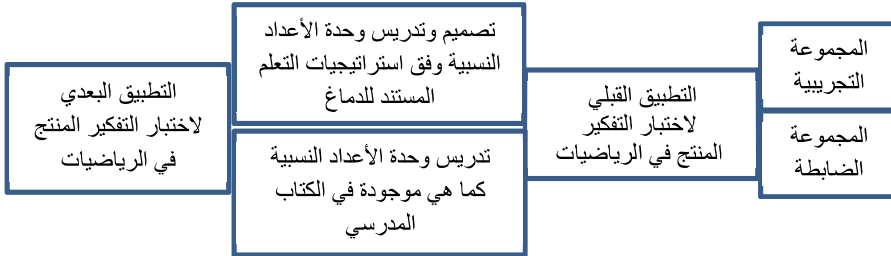 المجموعة
التجريبية
المجموعة
الضابطة
التطبيق القبلي
لاختبار التفكير
المنتج في الرياضيات
تصميم وتدريس وحدة الأعداد
النسبية وفق استراتيجيات التعلم
المستند للدماغ
تدريس وحدة الأعداد النسبية
كما هي موجودة في الكتاب
المدرسي
التطبيق البعدي
لاختبار التفكير المنتج
في الرياضيات